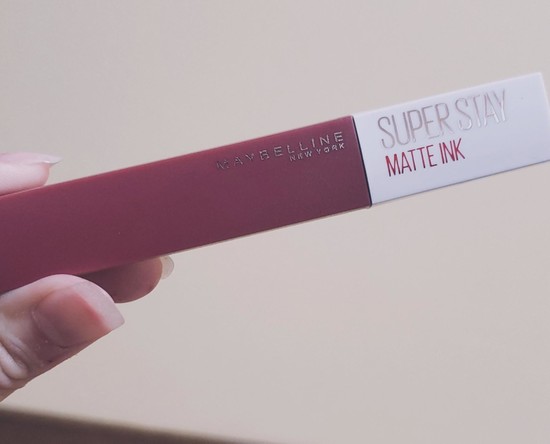 MAYBELLINE
NEW YORK
SUPER STAY
MATTE INK